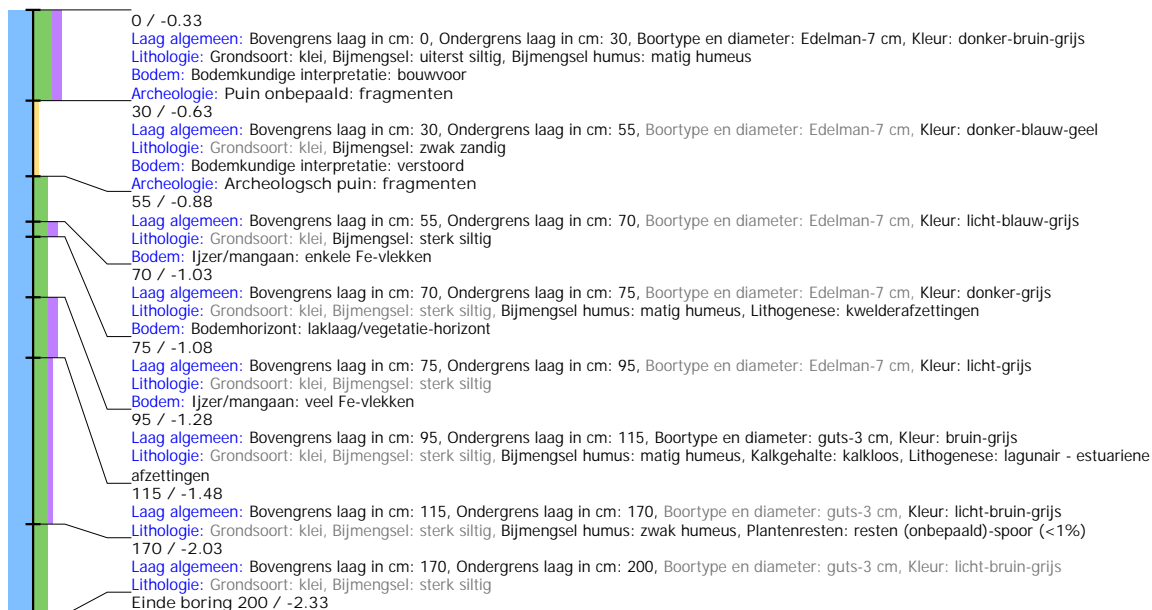 0 / -0.33
Laag algemeen: Bovengrens laag in cm: 0, Ondergrens laag in cm: 30, Boortype en diameter: Edelman-7 cm, Kleur: donker-bruin-grijs
Lithologie: Grondsoort: klei, Bijmengsel: uiterst siltig, Bijmengsel humus: matig humeus
Bodem: Bodemkundige interpretatie: bouwvoor
Archeologie: Puin onbepaald: fragmenten
30 / -0.63
Laag algemeen: Bovengrens laag in cm: 30, Ondergrens laag in cm: 55, Boortype en diameter: Edelman-7 cm, Kleur: donker-blauw-geel
Lithologie: Grondsoort: klei, Bijmengsel: zwak zandig
Bodem: Bodemkundige interpretatie: verstoord
Archeologie: Archeologsch puin: fragmenten
55 / -0.88
Laag algemeen: Bovengrens laag in cm: 55, Ondergrens laag in cm: 70, Boortype en diameter: Edelman-7 cm, Kleur: licht-blauw-grijs
Lithologie: Grondsoort: klei, Bijmengsel: sterk siltig
Bodem: Ijzer/mangaan: enkele Fe-vlekken
70 / -1.03
Laag algemeen: Bovengrens laag in cm: 70, Ondergrens laag in cm: 75, Boortype en diameter: Edelman-7 cm, Kleur: donker-grijs
Lithologie: Grondsoort: klei, Bijmengsel: sterk siltig, Bijmengsel humus: matig humeus, Lithogenese: kwelderafzettingen
Bodem: Bodemhorizont: laklaag/vegetatie-horizont
75 / -1.08
Laag algemeen: Bovengrens laag in cm: 75, Ondergrens laag in cm: 95, Boortype en diameter: Edelman-7 cm, Kleur: licht-grijs
Lithologie: Grondsoort: klei, Bijmengsel: sterk siltig
Bodem: Ijzer/mangaan: veel Fe-vlekken
95 / -1.28
Laag algemeen: Bovengrens laag in cm: 95, Ondergrens laag in cm: 115, Boortype en diameter: guts-3 cm, Kleur: bruin-grijs
Lithologie: Grondsoort: klei, Bijmengsel: sterk siltig, Bijmengsel humus: matig humeus, Kalkgehalte: kalkloos, Lithogenese: lagunair - estuariene
afzettingen
115 / -1.48
Laag algemeen: Bovengrens laag in cm: 115, Ondergrens laag in cm: 170, Boortype en diameter: guts-3 cm, Kleur: licht-bruin-grijs
Lithologie: Grondsoort: klei, Bijmengsel: sterk siltig, Bijmengsel humus: zwak humeus, Plantenresten: resten (onbepaald)-spoor (<1%)
170 / -2.03
Laag algemeen: Bovengrens laag in cm: 170, Ondergrens laag in cm: 200, Boortype en diameter: guts-3 cm, Kleur: licht-bruin-grijs
Lithologie: Grondsoort: klei, Bijmengsel: sterk siltig
Einde boring 200 / -2.33